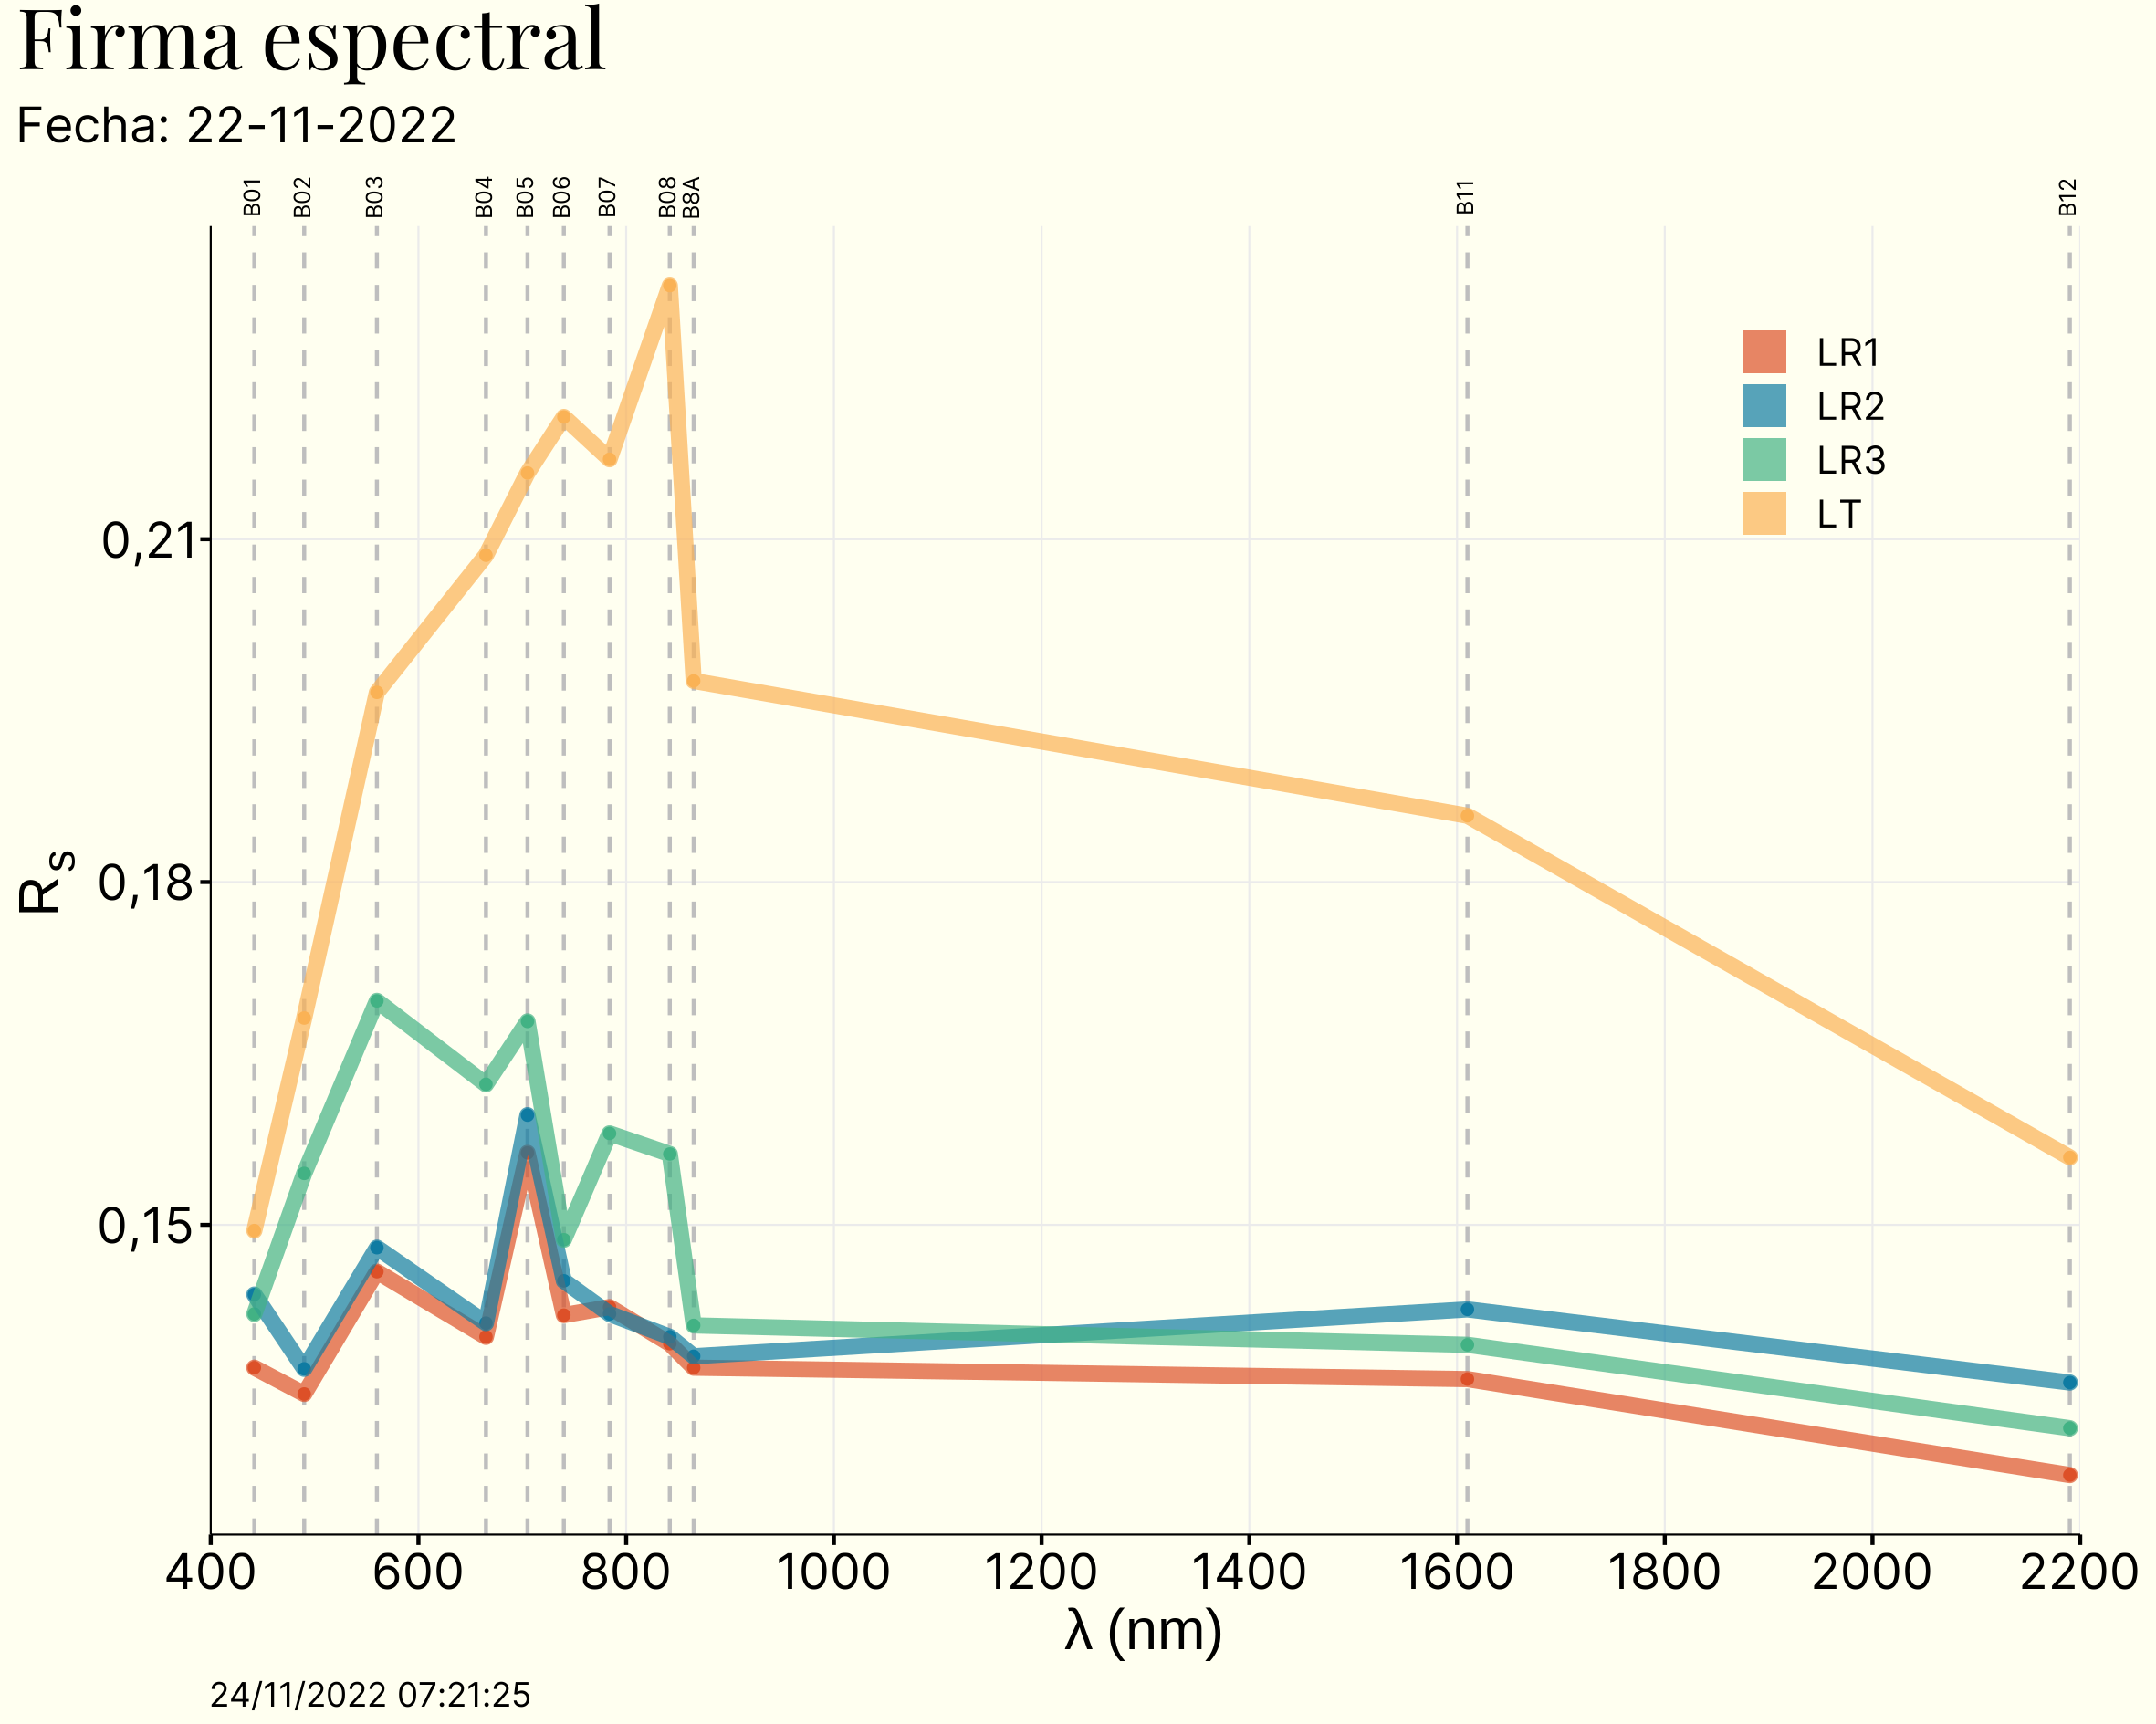 Firma espectral
Fecha: 22-11-2022
B01 B02 B03 B04 B05 B06 B07 B08 B8A B11 B12
LR1
LR2
LR3
LT
0,21
0,18
0,15
Rs
400 600 800 1000 1200 1400 1600 1800 2000 2200
λ (nm)
24/11/2022 07:21:25